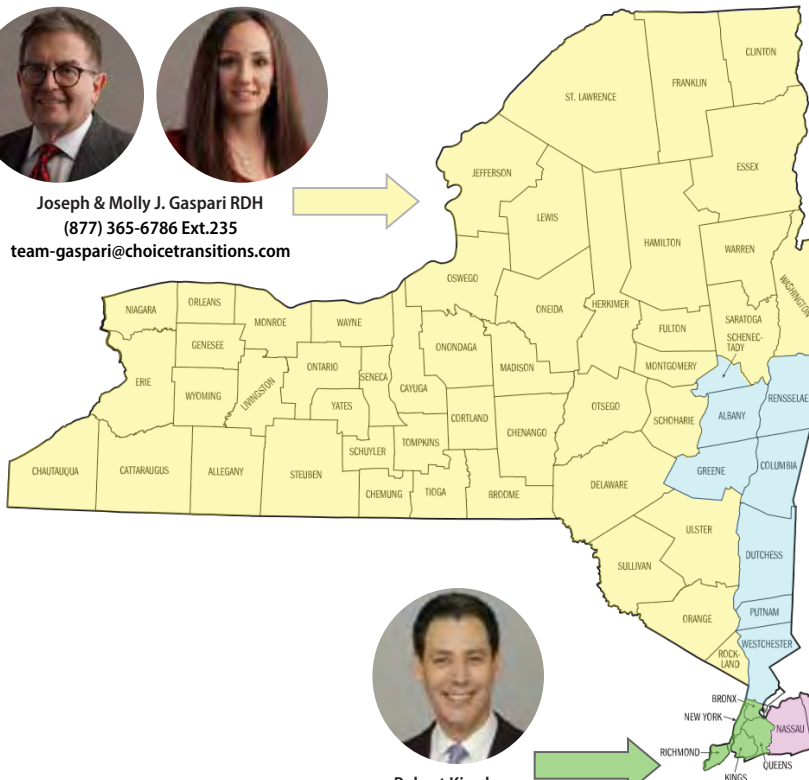 Joseph & Molly J. Gaspari RDH
(877) 365-6786 Ext.235
team-gaspari@choicetransitions.com
CLINTON
FRANKLIN
ST. LAWRENCE
ESSEX
JEFFERSON
LEWIS
HAMILTON
WARREN
WASHINGTON
OSWEGO
ONEIDA
HERKIMER
NIAGARA
ORLEANS
MONROE
WAYNE
SARATOGA
FULTON
SCHENEC-
TADY
GENESEE
ONONDAGA
MADISON
MONTGOMERY
ERIE
WYOMING
LIVINGSTON
ONTARIO
SENECA
CAYUGA
YATES
OTSEGO
SCHOHARIE
ALBANY
RENSSELAE
CORTLAND
CHENANGO
SCHUYLER
TOMPKINS
CHAUTAUQUA
CATTARAUGUS
ALLEGANY
STEUBEN
CHEMUNG
TIOGA
BROOME
DELAWARE
GREENE
COLUMBIA
ULSTER
SULLIVAN
DUTCHESS
ORANGE
PUTNAM
ROCK-
LAND
WESTCHESTER
BRONX
NEW YORK
NASSAU
RICHMOND
QUEENS
KINGS